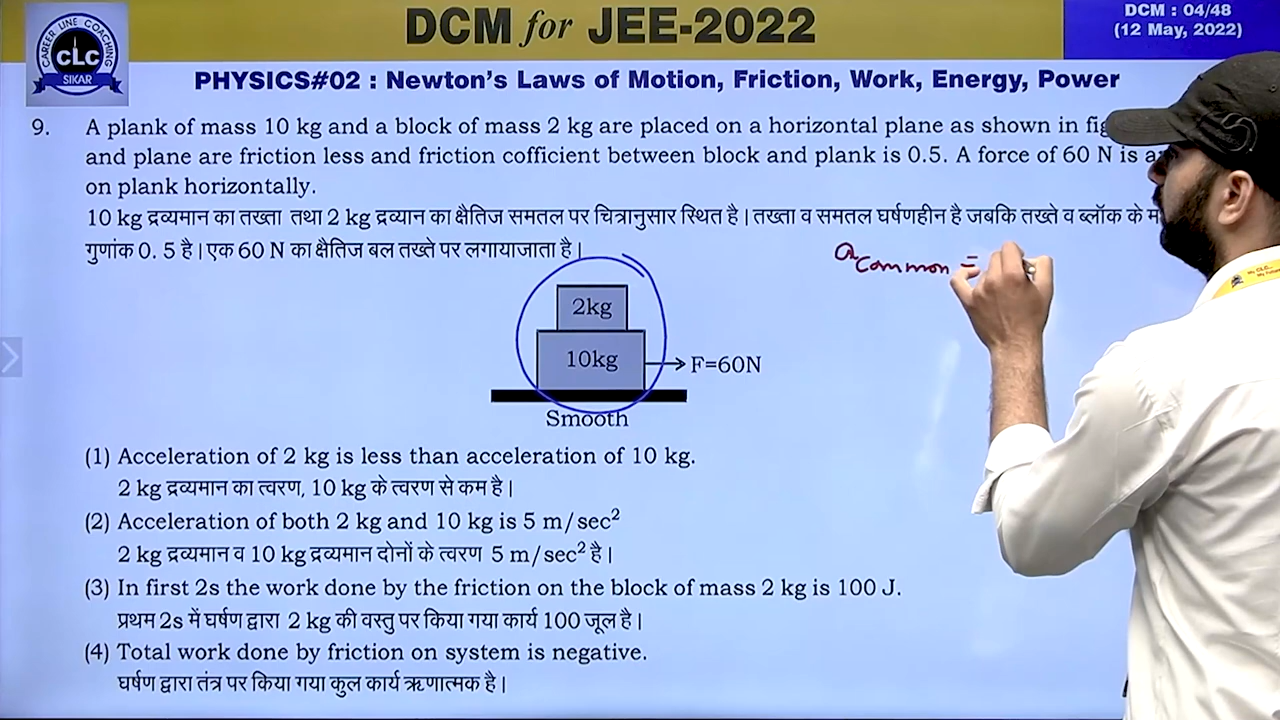 CAREER LINE COACHING
CLC
SIKAR
DCM for JEE-2022
DCM : 04/48
(12 May, 2022)
PHYSICS#02 : Newton's Laws of Motion, Friction, Work, Energy, Power
9. A plank of mass 10 kg and a block of mass 2 kg are placed on a horizontal plane as shown in
and plane are friction less and friction cofficient between block and plank is 0.5. A force of 60 N is
on plank horizontally.
10 kg द्रव्यमान का तख्ता तथा 2 kg द्रव्यान का क्षैतिज समतल पर चित्रानुसार स्थित है। तख्ता व समतल घर्षणहीन है जबकि तख्ते व ब्लॉक के
गुणांक 0. 5 है। एक 60 N का क्षैतिज बल तख्ते पर लगायाजाता है।
a common =
2kg
10kg
F=60N
Smooth
(1) Acceleration of 2 kg is less than acceleration of 10 kg.
2 kg द्रव्यमान का त्वरण, 10 kg के त्वरण से कम है।
(2) Acceleration of both 2 kg and 10 kg is 5 m/sec²
2 kg द्रव्यमान व 10 kg द्रव्यमान दोनों के त्वरण 5 m/sec² है।
(3) In first 2s the work done by the friction on the block of mass 2 kg is 100 J.
प्रथम 2s में घर्षण द्वारा 2 kg की वस्तु पर किया गया कार्य 100 जूल है।
(4) Total work done by friction on system is negative.
घर्षण द्वारा तंत्र पर किया गया कुल कार्य ऋणात्मक है।